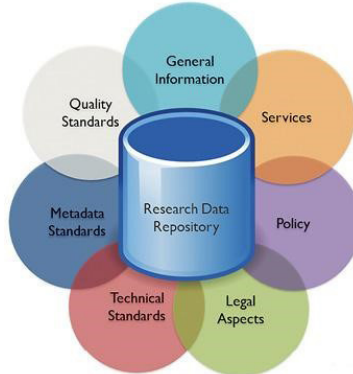 General
Information
Services
Policy
Legal
Aspects
Technical
Standards
Metadata
Standards
Quality
Standards
Research Data
Repository